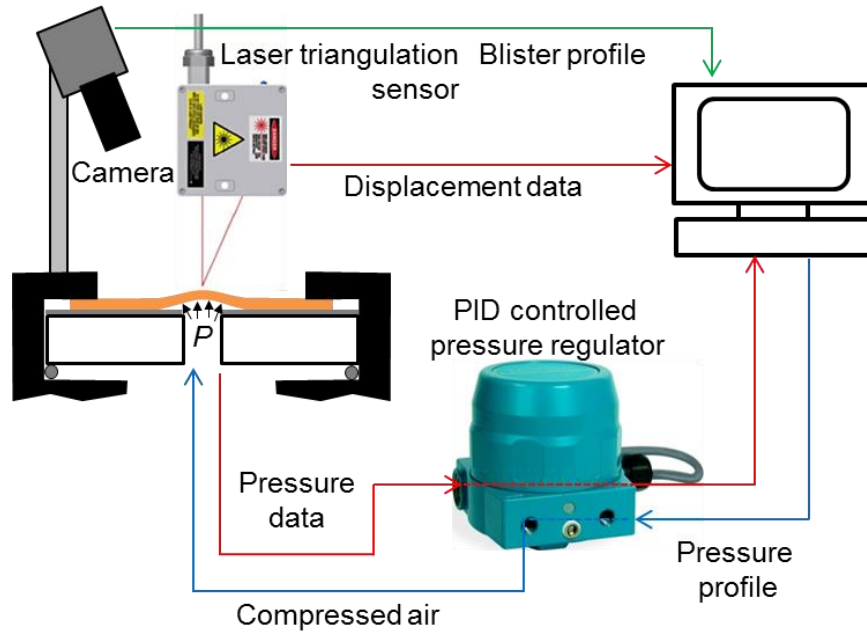 Laser triangulation
sensor
Blister profile
Camera
Displacement data
P
PID controlled
pressure regulator
Pressure
data
Pressure
profile
Compressed air